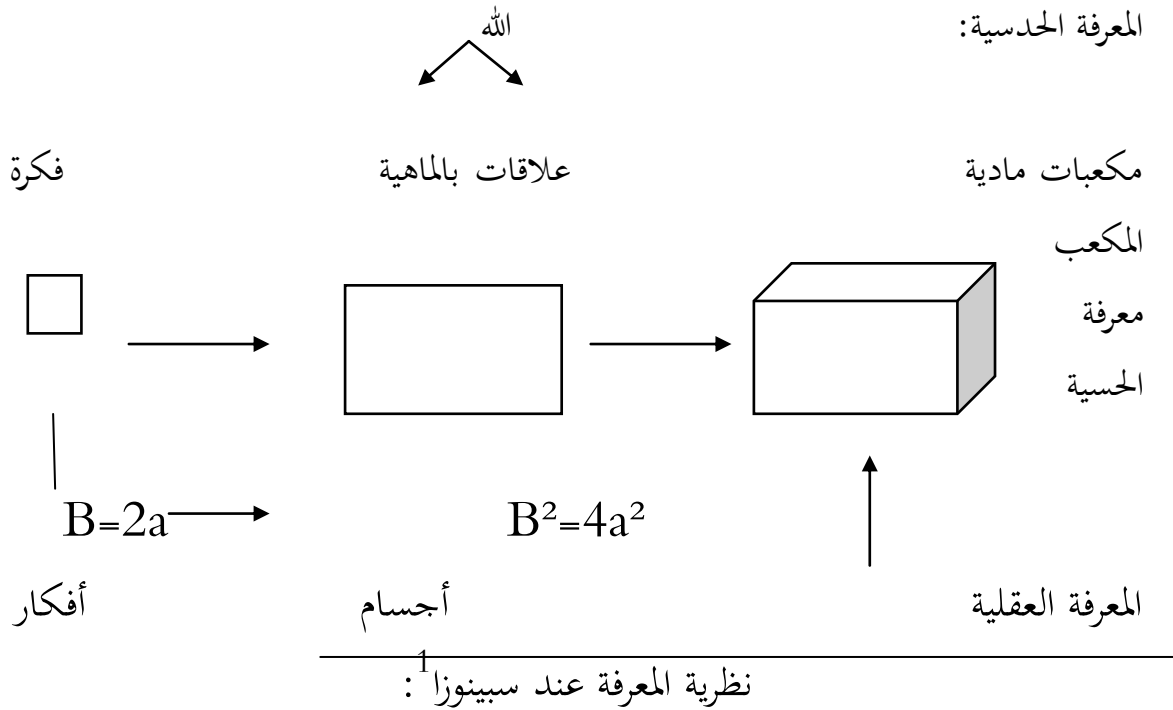 المعرفة الحدسية: الله
مكعبات مادية علاقات بالماهية فكرة
المكعب
معرفة
الحسية
B=2a B²=4a²
المعرفة العقلية أجسام أفكار
نظرية المعرفة عند سبينوزا1: